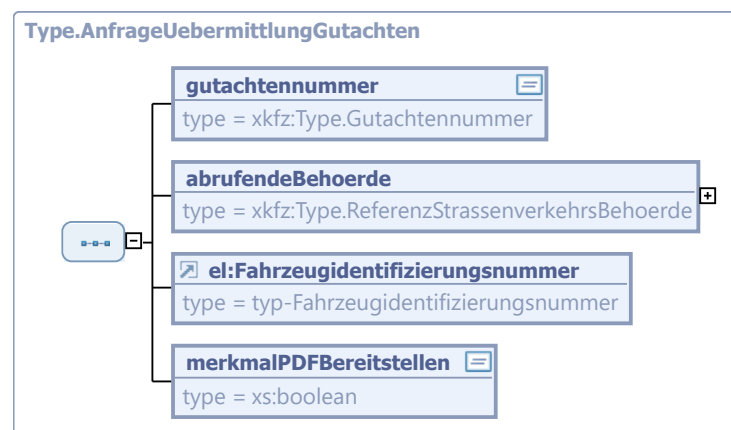 Type.AnfrageUebermittlungGutachten
gutachtennummer
type = xkfz:Type.Gutachtennummer
abrufendeBehoerde
type = xkfz:Type.ReferenzStrassenverkehrsBehoerde
el:Fahrzeugidentifizierungsnummer
type = typ-Fahrzeugidentifizierungsnummer
merkmalPDFBereitstellen
type = xs:boolean